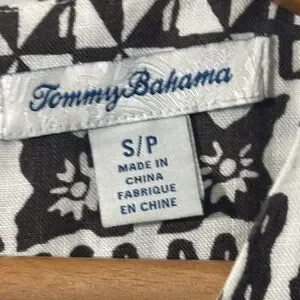 Tommy Bahama
S/P
MADE IN
CHINA
FABRIQUE
EN CHINE